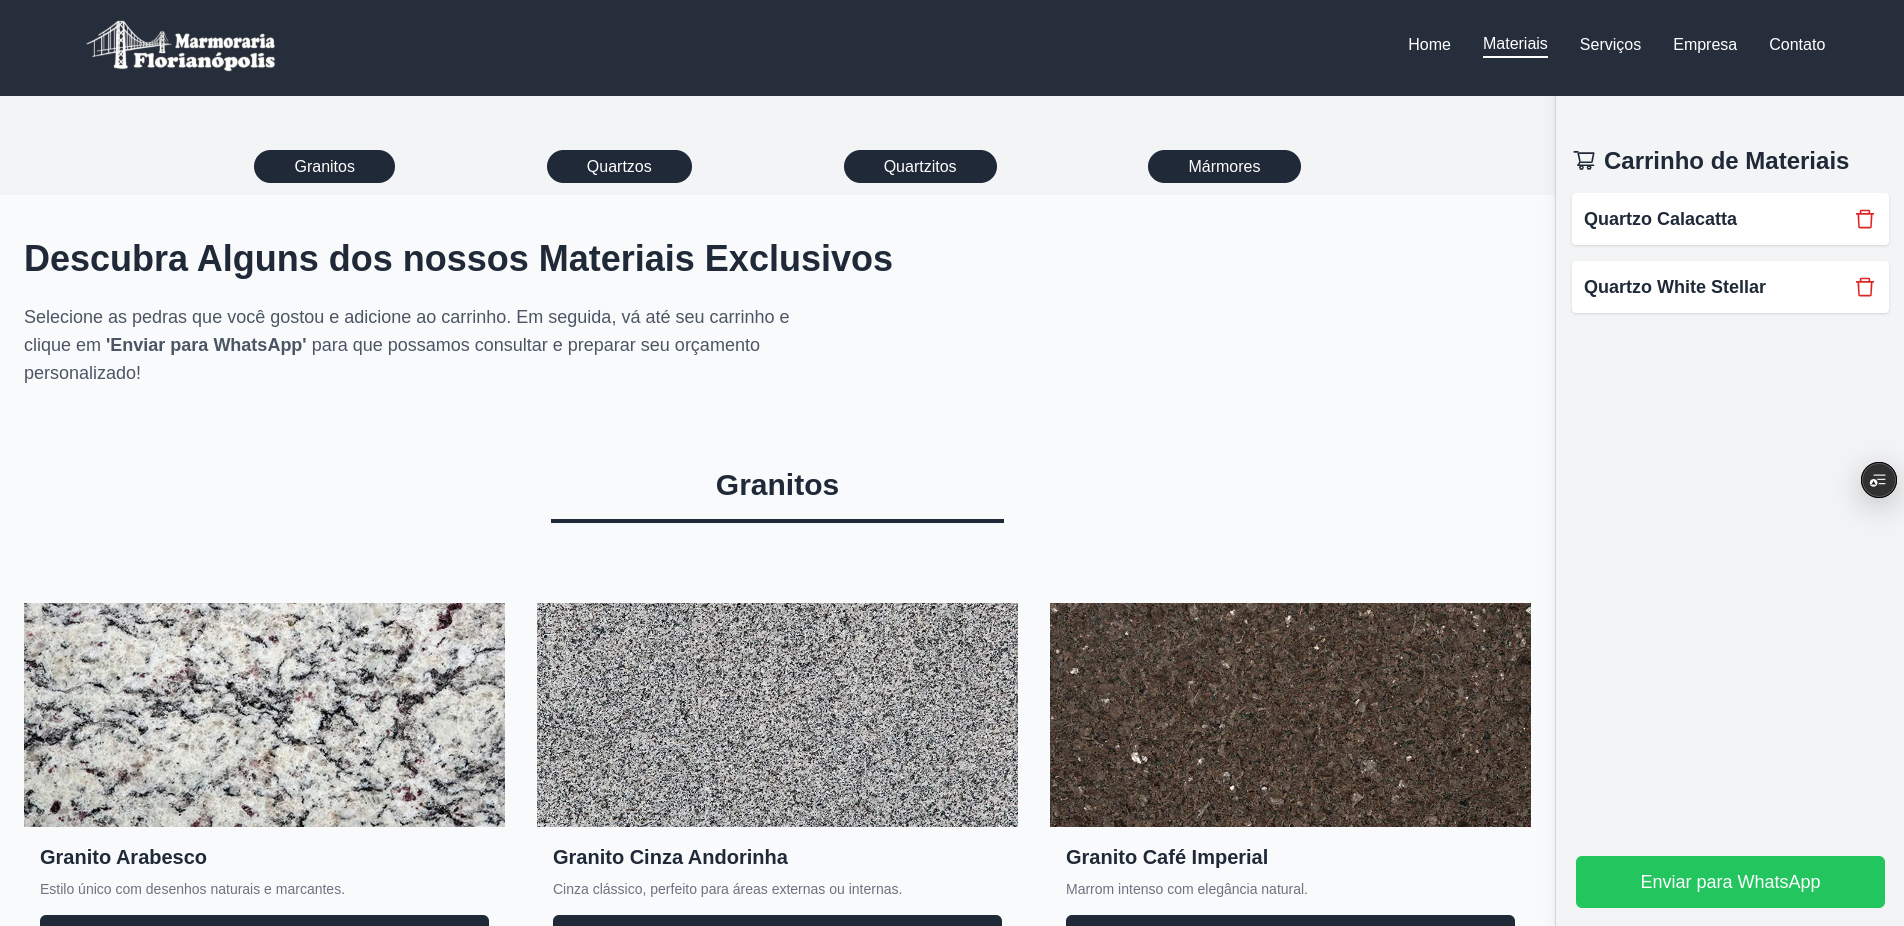 Marmoraria
Florianópolis
Home
Materiais
Serviços
Empresa
Contato
Granitos
Quartzos
Quartzitos
Mármores
Descubra Alguns dos nossos Materiais Exclusivos
Selecione as pedras que você gostou e adicione ao carrinho. Em seguida, vá até seu carrinho e
clique em 'Enviar para WhatsApp' para que possamos consultar e preparar seu orçamento
personalizado!
Granitos
Granito Arabesco
Estilo único com desenhos naturais e marcantes.
Granito Cinza Andorinha
Cinza clássico, perfeito para áreas externas ou internas.
Granito Café Imperial
Marrom intenso com elegância natural.
Carrinho de Materiais
Quartzo Calacatta
Quartzo White Stellar
Enviar para WhatsApp